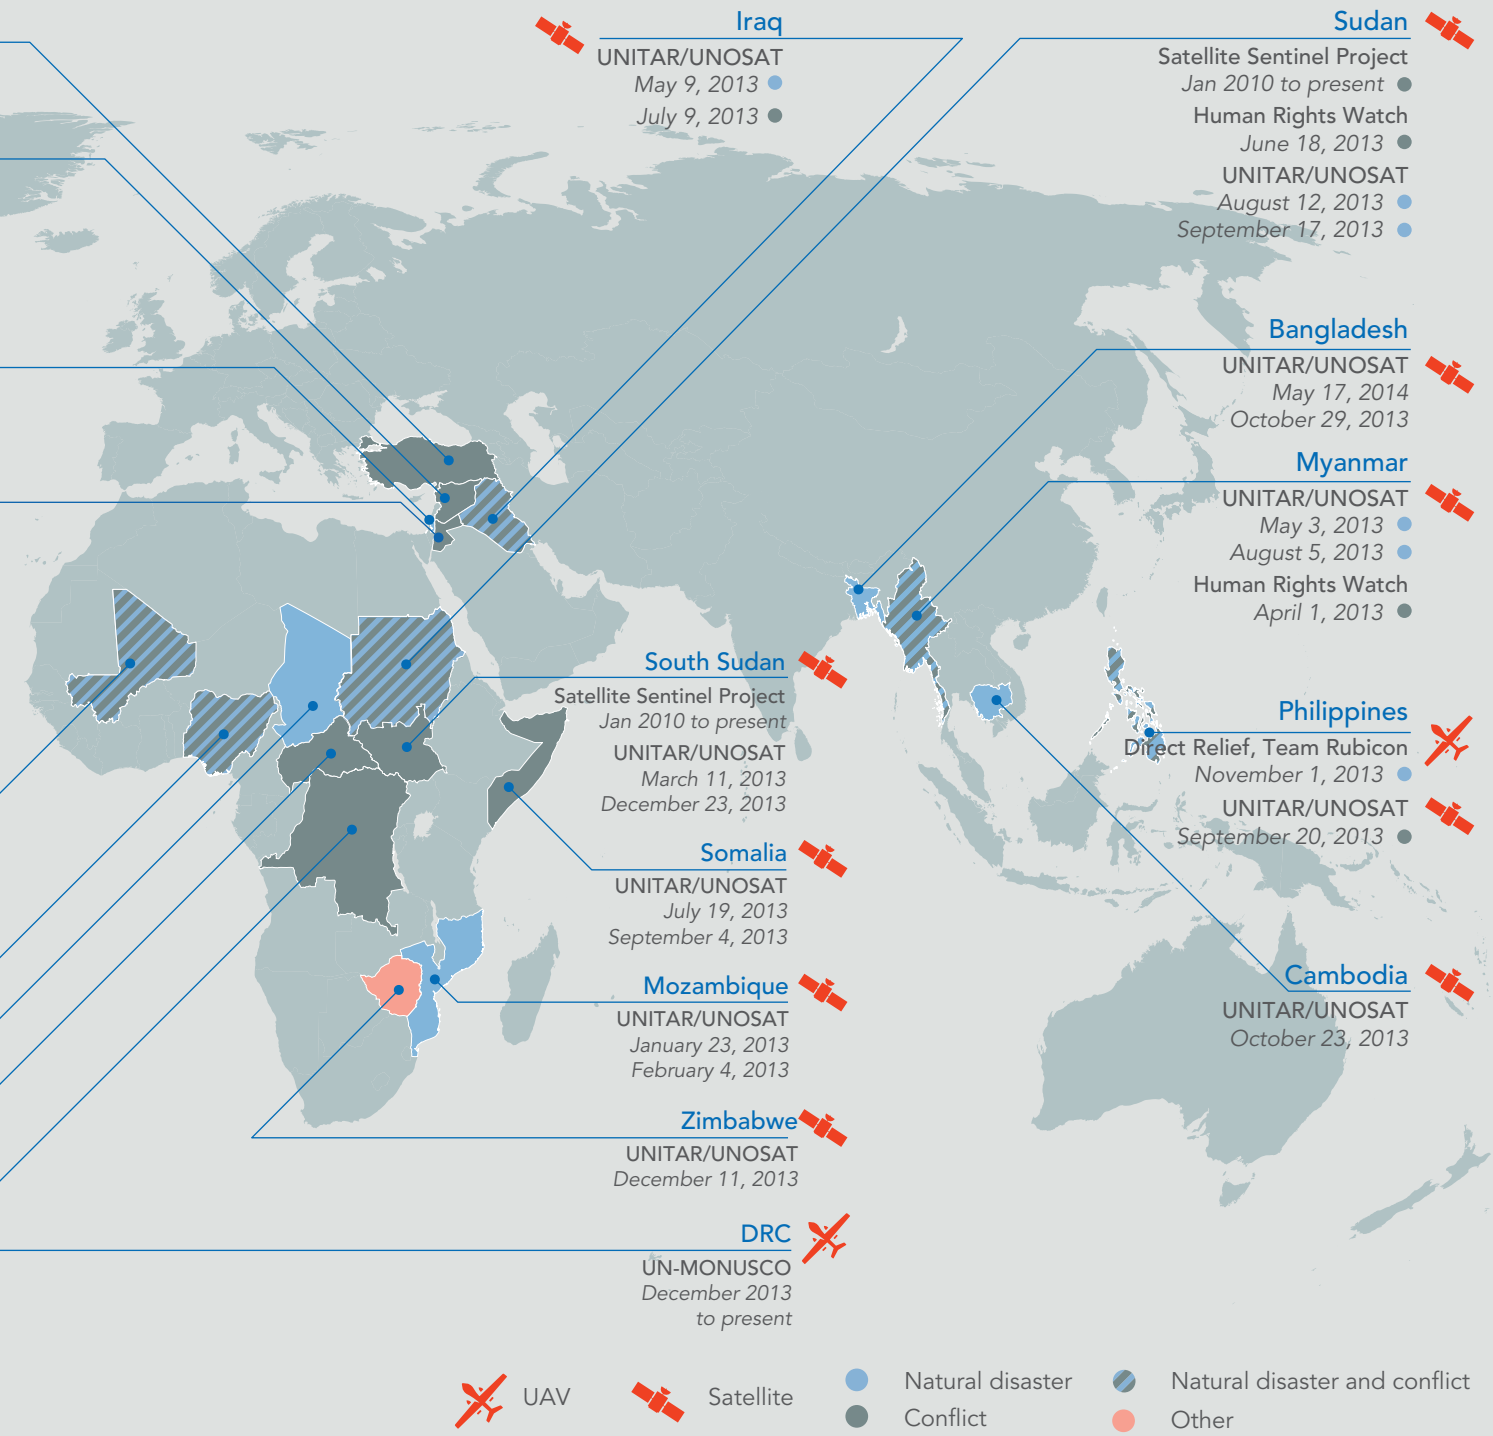 Iraq
UNITAR/UNOSAT
May 9, 2013
July 9, 2013
Sudan
Satellite Sentinel Project
Jan 2010 to present
Human Rights Watch
June 18, 2013
UNITAR/UNOSAT
August 12, 2013
September 17, 2013
Bangladesh
UNITAR/UNOSAT
May 17, 2014
October 29, 2013
Myanmar
UNITAR/UNOSAT
May 3, 2013
August 5, 2013
Human Rights Watch
April 1, 2013
South Sudan
Satellite Sentinel Project
Jan 2010 to present
UNITAR/UNOSAT
March 11, 2013
December 23, 2013
Philippines
Direct Relief, Team Rubicon
November 1, 2013
UNITAR/UNOSAT
September 20, 2013
Somalia
UNITAR/UNOSAT
July 19, 2013
September 4, 2013
Mozambique
UNITAR/UNOSAT
January 23, 2013
February 4, 2013
Cambodia
UNITAR/UNOSAT
October 23, 2013
Zimbabwe
UNITAR/UNOSAT
December 11, 2013
DRC
UN-MONUSCO
December 2013
to present
UAV
Satellite
Natural disaster
Conflict
Natural disaster and conflict
Other